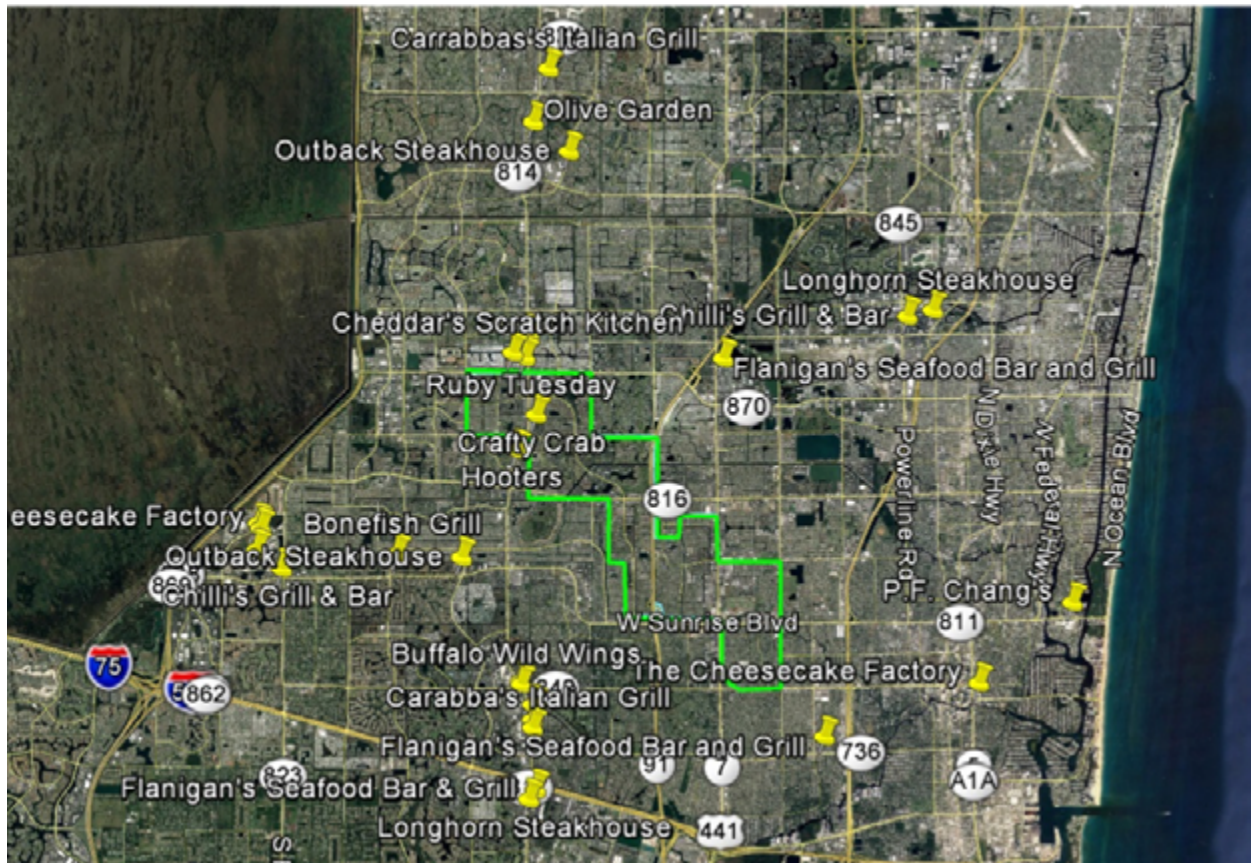 Carrabbas's Italian Grill
Olive Garden
Outback Steakhouse
814
845
Longhorn Steakhouse
Chilli's Grill & Bar
Cheddar's Scratch Kitchen
Flanigan's Seafood Bar and Grill
Ruby Tuesday
870
N Dixie Hwy
N Federal Hwy
N Ocean Blvd
Powerline Rd
Crafty Crab
Hooters
816
eesecake Factory
Bonefish Grill
Outback Steakhouse
869
Chilli's Grill & Bar
P.F. Chang's
811
W Sunrise Blvd
75
862
Buffalo Wild Wings
The Cheesecake Factory
Carabba's Italian Grill
Flanigan's Seafood Bar and Grill
736
823
91
7
A1A
Flanigan's Seafood Bar & Grill
Longhorn Steakhouse
441